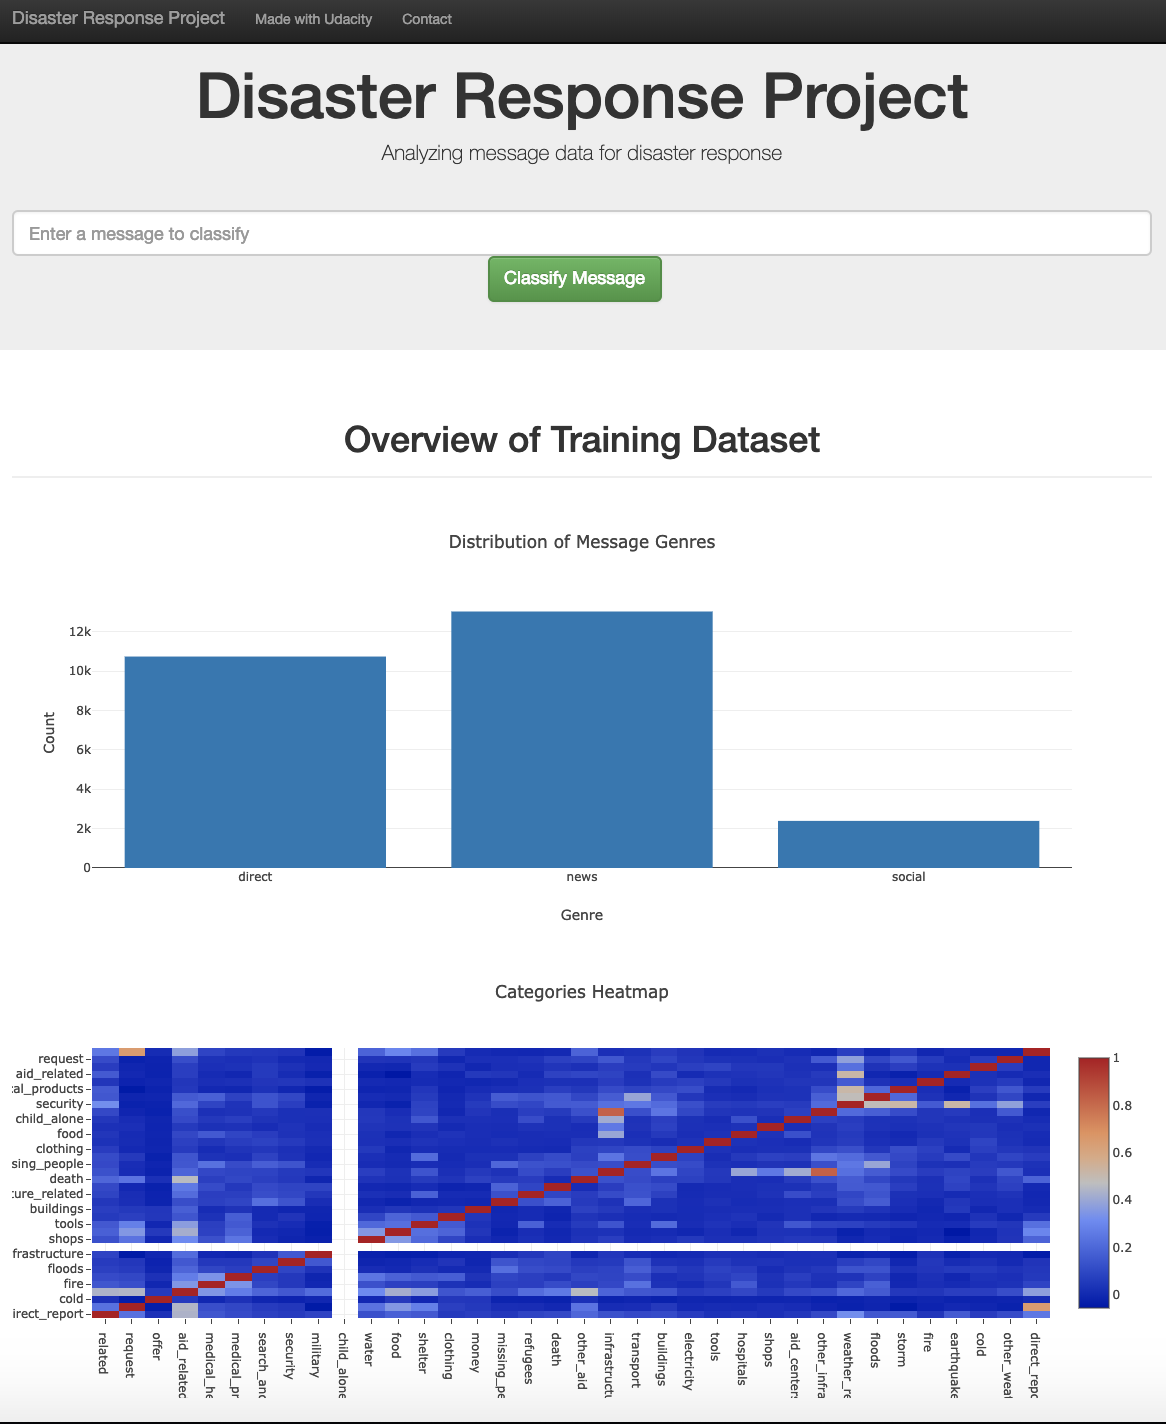 Disaster Response Project Made with Udacity Contact
Disaster Response Project
Analyzing message data for disaster response
Enter a message to classify
Classify Message
Overview of Training Dataset
Distribution of Message Genres
12k
10k
8k
6k
4k
2k
0
Count
direct news social
Genre
Categories Heatmap
request
aid_related
cal_products
security
child_alone
food
clothing
sing_people
death
ture_related
buildings
tools
shops
frastructure
floods
fire
cold
irect_report
1
0.8
0.6
0.4
0.2
0
related
request
offer
aid_related
medical_he
medical_pr
search_and
security
military
child_alone
water
food
shelter
clothing
money
missing_pe
refugees
death
other_aid
infrastructu
transport
buildings
electricity
tools
hospitals
shops
aid_centers
other_infra
weather_re
floods
storm
fire
earthquake
cold
other_weat
direct_repo